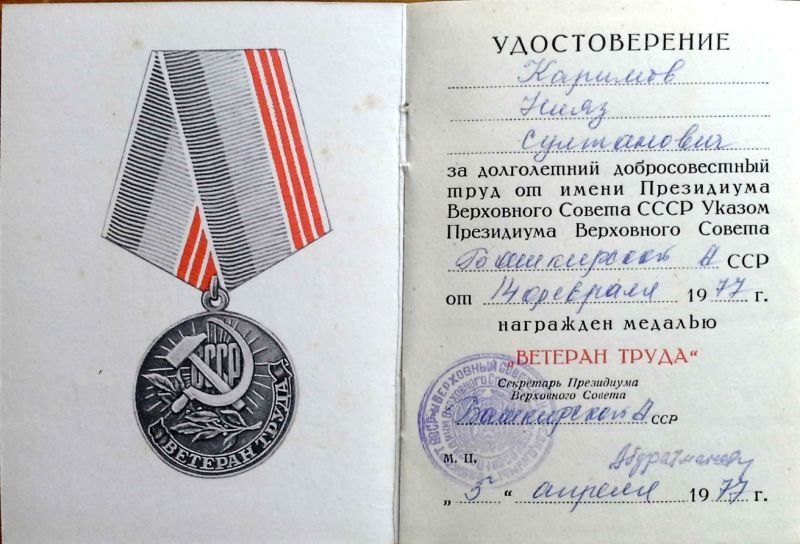 СССР
ВЕТЕРАН ТРУДА
УДОСТОВЕРЕНИЕ
Каримов
Нияз
Султанович
за долголетний добросовестный
труд от имени Президиума
Верховного Совета СССР Указом
Президиума Верховного Совета
Башкирской А ССР
от 14 февраля 1977 г.
награжден медалью
„ВЕТЕРАН ТРУДА“
Секретарь Президиума
Верховного Совета
Башкирской А ССР
М. П.
„3“ апреля 1977 г.